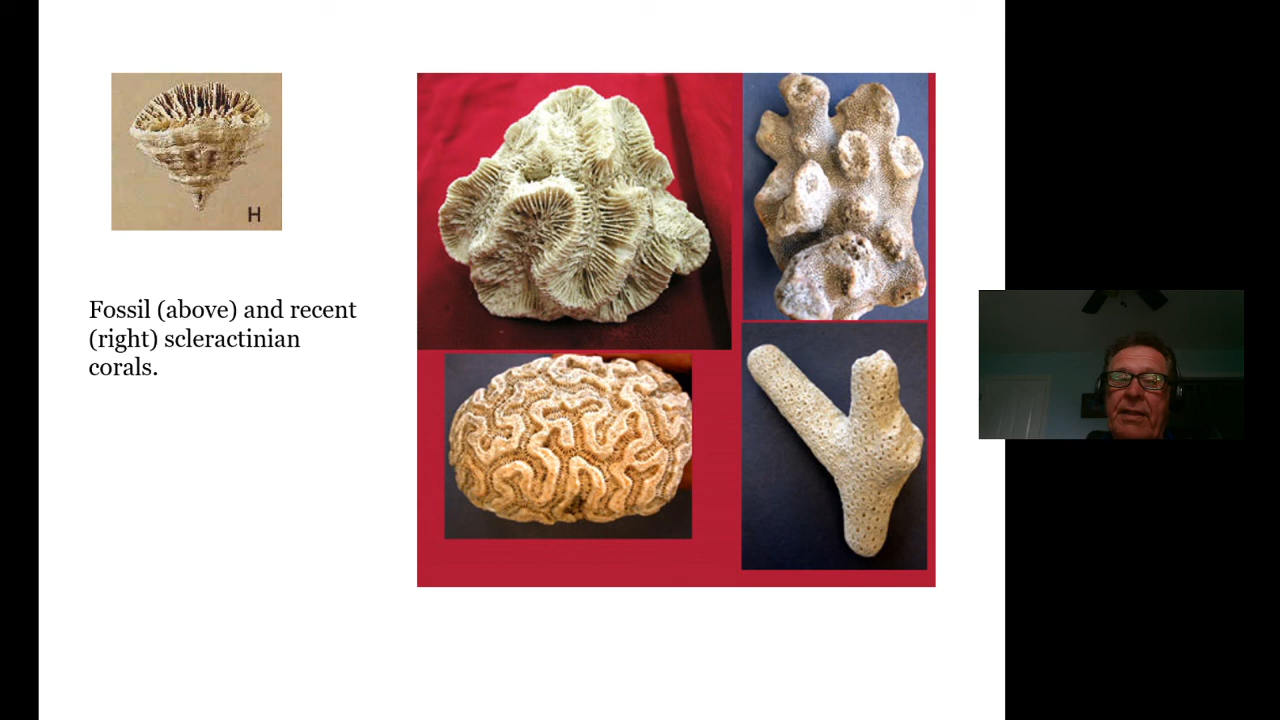 H
Fossil (above) and recent
(right) scleractinian
corals.